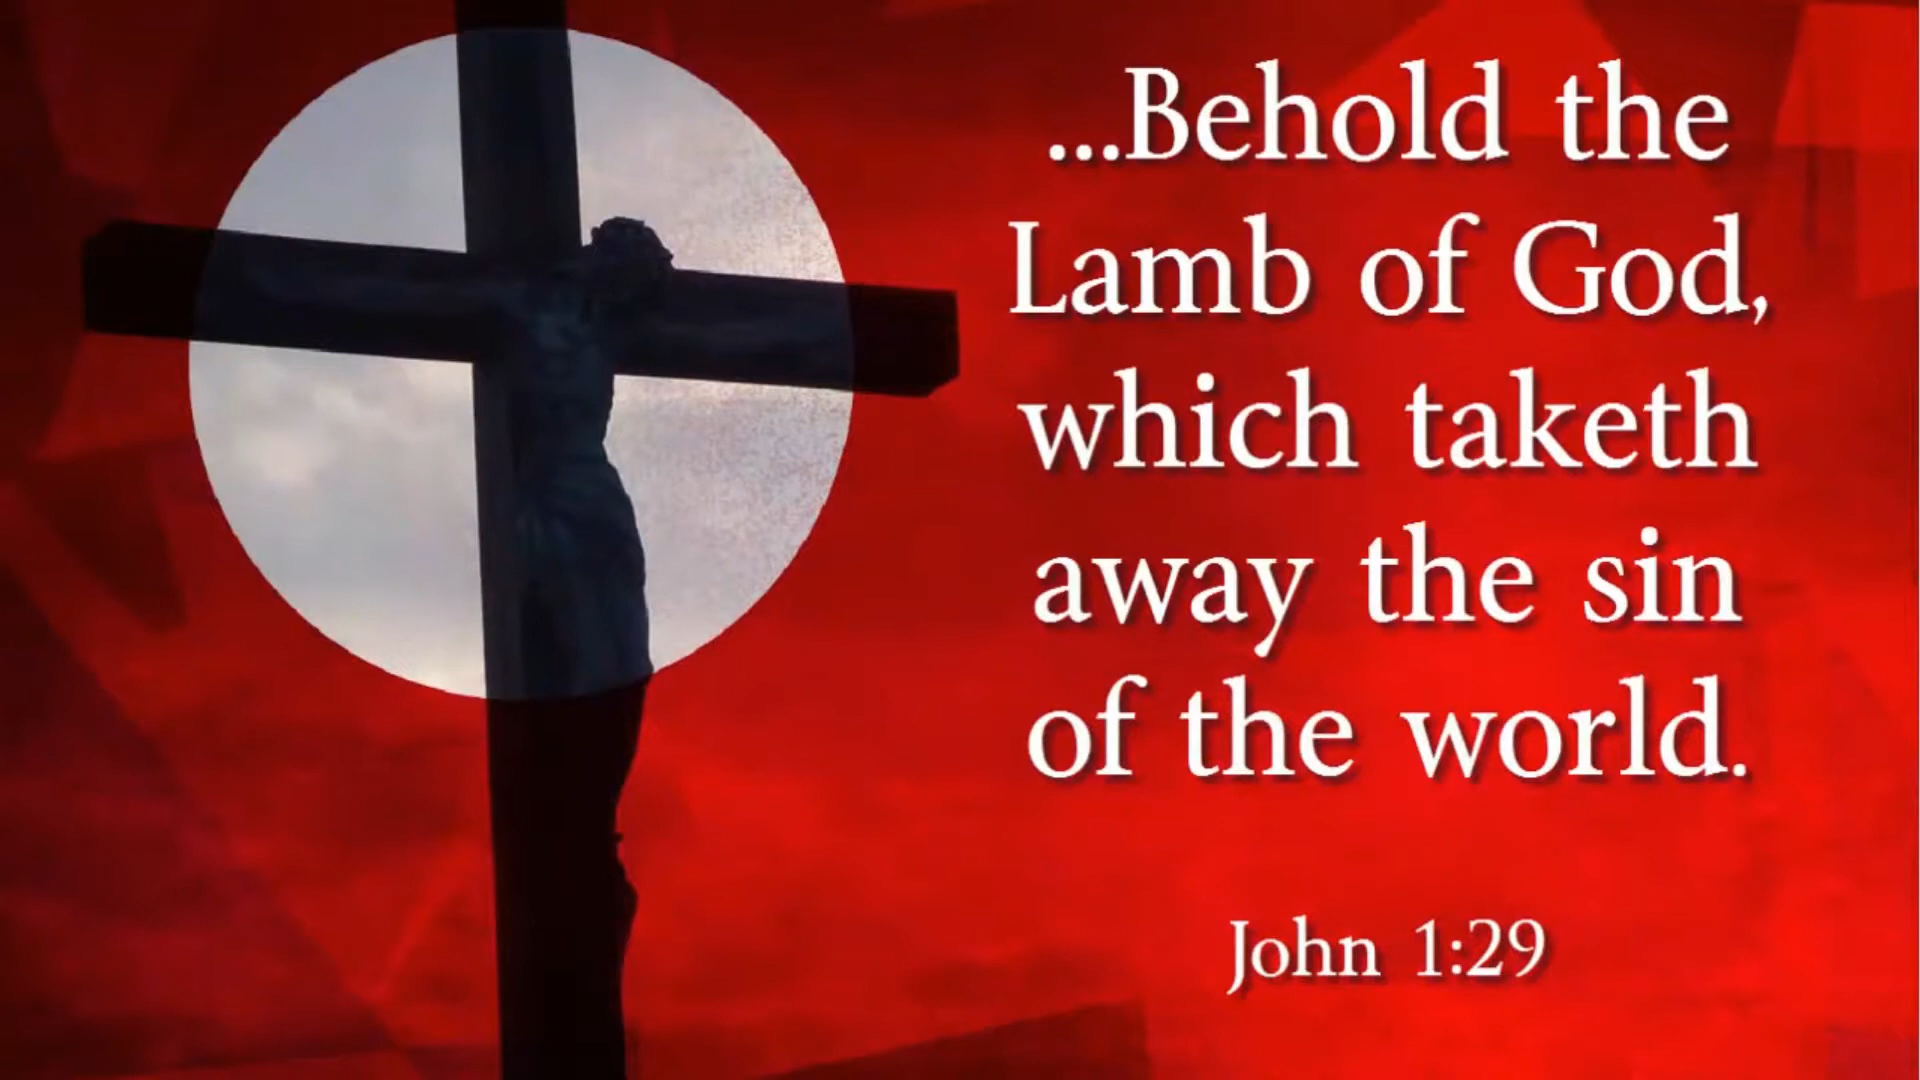 ...Behold the
Lamb of God,
which taketh
away the sin
of the world.
John 1:29